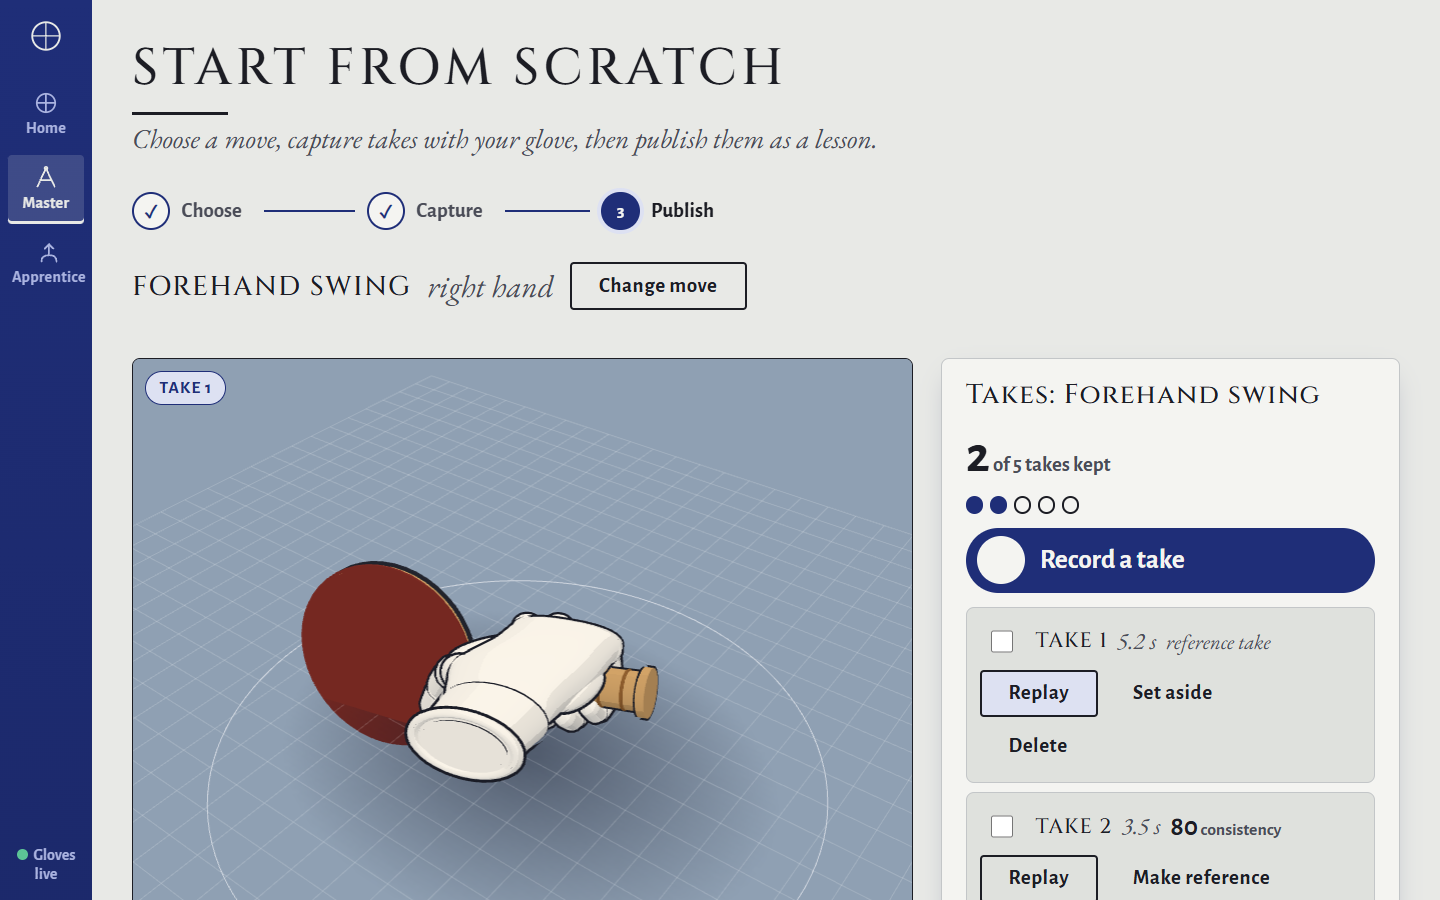 Home
Master
Apprentice
Gloves
live
START FROM SCRATCH
Choose a move, capture takes with your glove, then publish them as a lesson.
Choose
Capture
3 Publish
FOREHAND SWING right hand Change move
TAKE 1
TAKES: FOREHAND SWING
2 of 5 takes kept
Record a take
TAKE 1 5.2 s reference take
Replay Set aside
Delete
TAKE 2 3.5 s 80 consistency
Replay Make reference